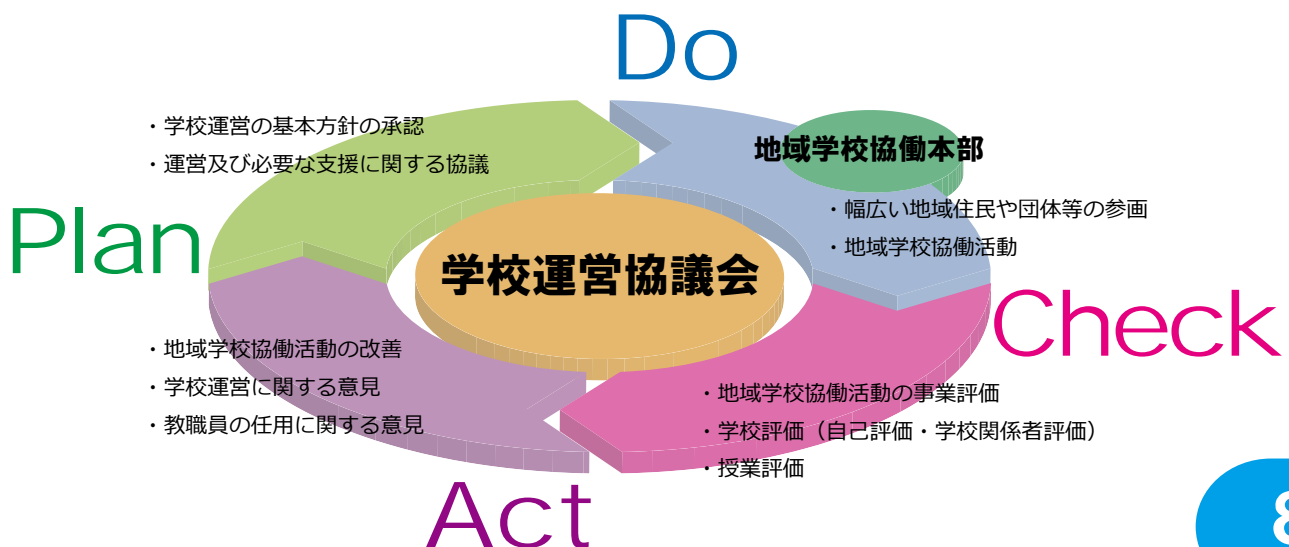 Do
・学校運営の基本方針の承認
・運営及び必要な支援に関する協議
地域学校協働本部
・幅広い地域住民や団体等の参画
・地域学校協働活動
Plan
学校運営協議会
Check
・地域学校協働活動の改善
・学校運営に関する意見
・教職員の任用に関する意見
・地域学校協働活動の事業評価
・学校評価（自己評価・学校関係者評価）
・授業評価
Act
8